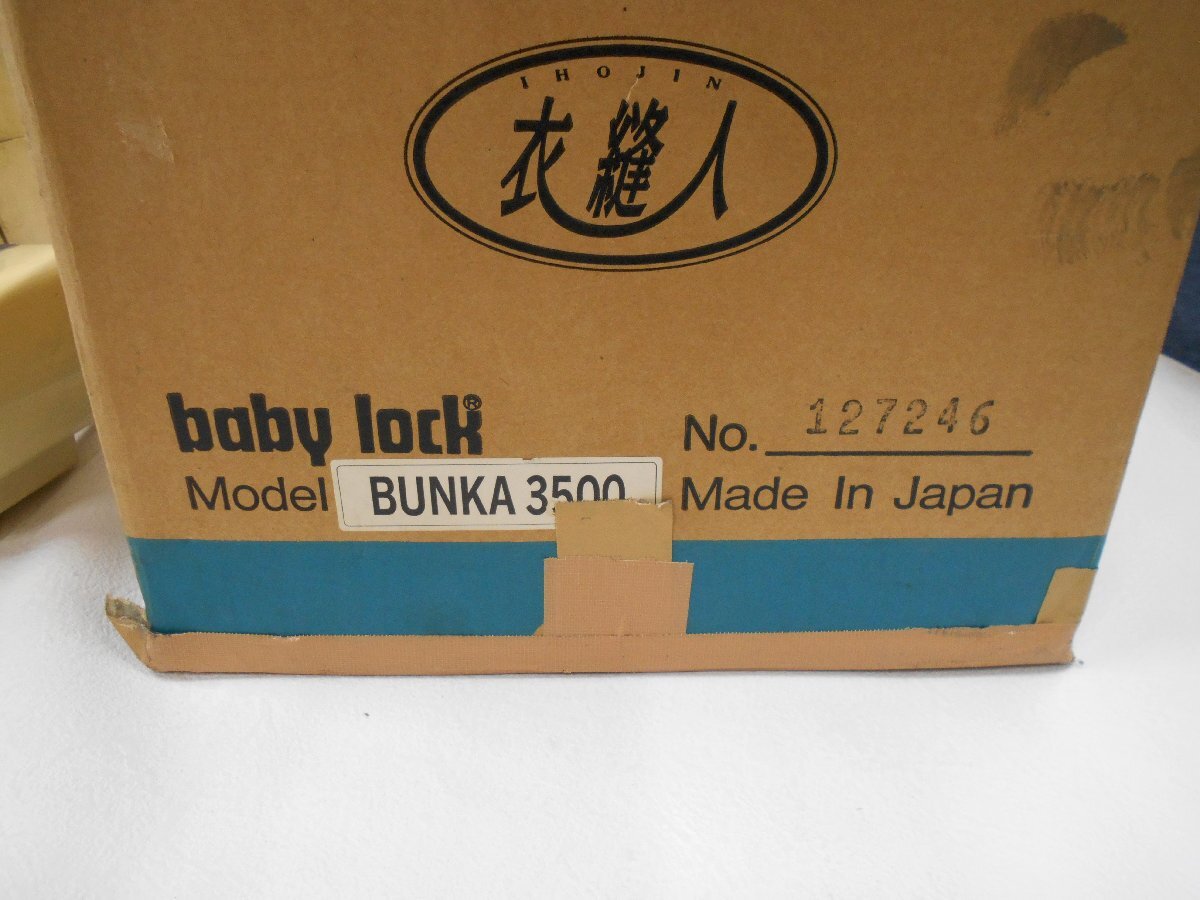 IHOJIN
衣縫人
baby lock®
No. 127246
Model BUNKA 3500
Made In Japan